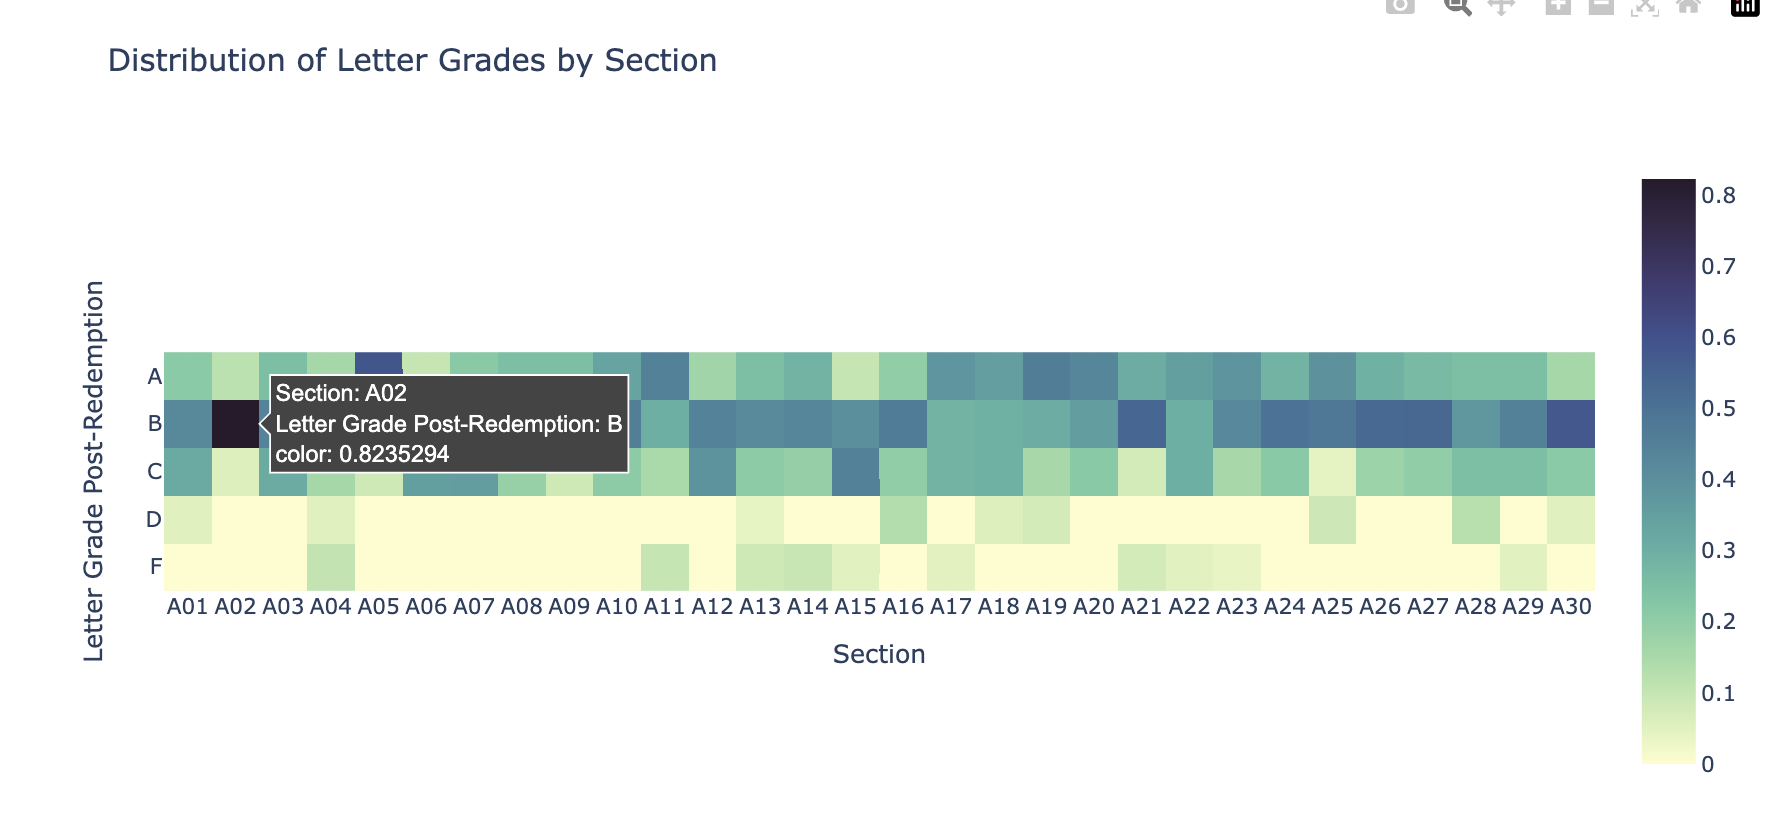 Distribution of Letter Grades by Section
Letter Grade Post-Redemption
A
B
C
D
F
Section: A02
Letter Grade Post-Redemption: B
color: 0.8235294
A01 A02 A03 A04 A05 A06 A07 A08 A09 A10 A11 A12 A13 A14 A15 A16 A17 A18 A19 A20 A21 A22 A23 A24 A25 A26 A27 A28 A29 A30
Section
0.8
0.7
0.6
0.5
0.4
0.3
0.2
0.1
0